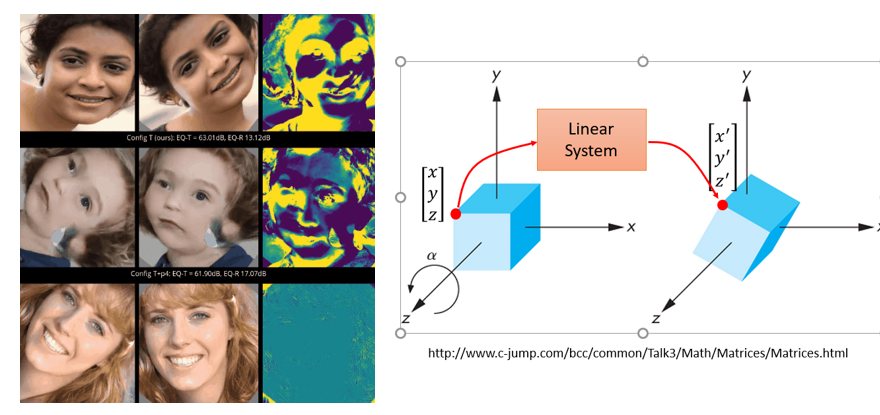 Config T (ours): EQ-T = 63.01dB, EQ-R 13.12dB
Config T+p4: EQ-T = 61.90dB, EQ-R 17.07dB
y
y
Linear
System
x'
y'
z'
x
y
z
x
x
α
z
z
http://www.c-jump.com/bcc/common/Talk3/Math/Matrices/Matrices.html